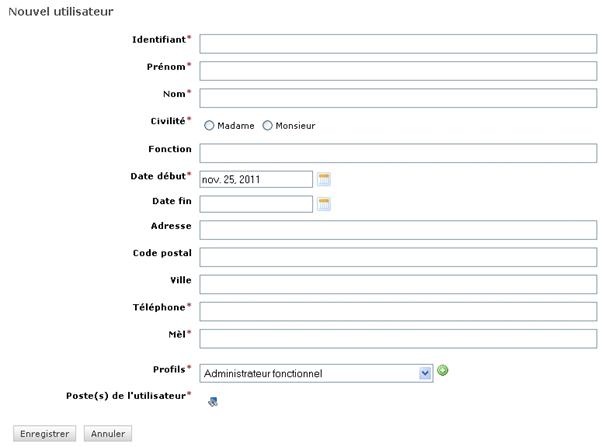 Nouvel utilisateur
Identifiant*
Prénom*
Nom*
Civilité* Madame Monsieur
Fonction
Date début* nov. 25, 2011
Date fin
Adresse
Code postal
Ville
Téléphone*
Mèl*
Profils* Administrateur fonctionnel
Poste(s) de l'utilisateur*
Enregistrer Annuler